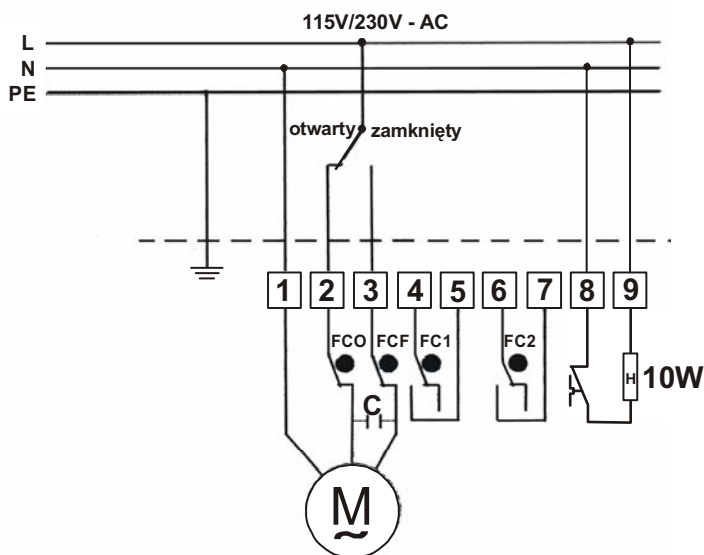 115V/230V - AC
L
N
PE
otwarty zamknięty
1 2 3 4 5 6 7 8 9
FCO FCF FC1 FC2
H 10W
C
M
~